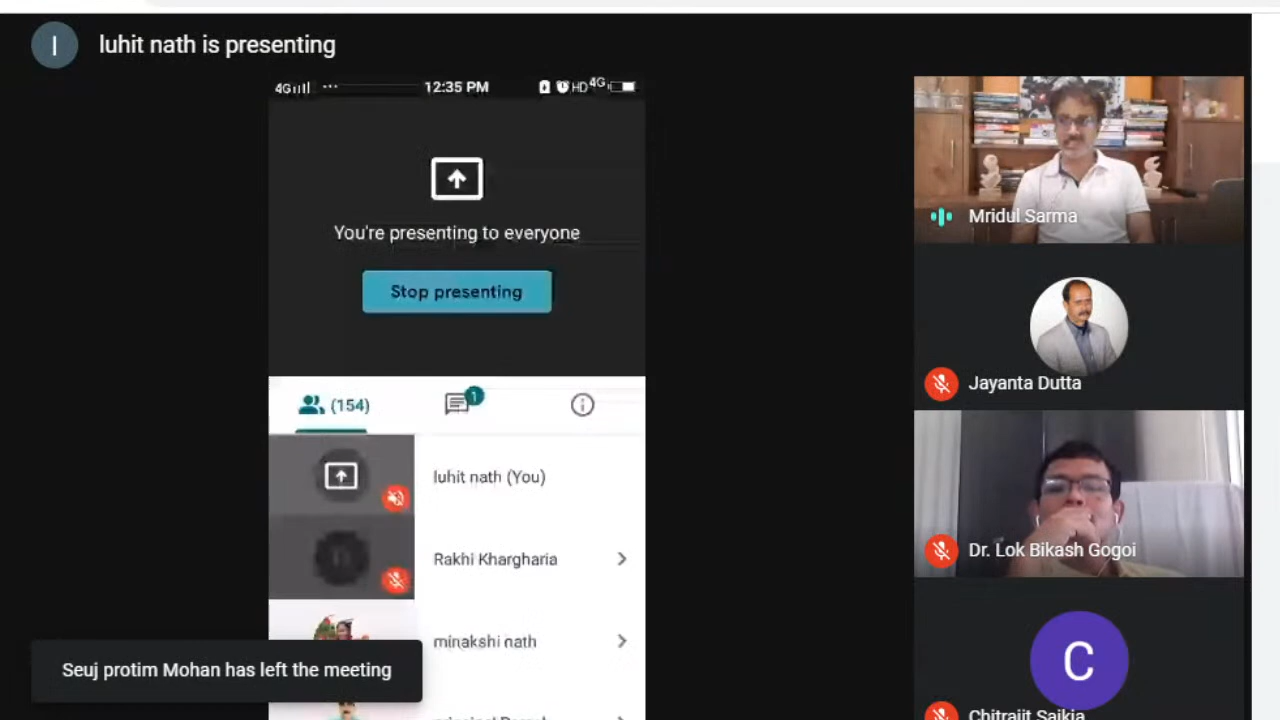 l
luhit nath is presenting
4G
12:35 PM
HD 4G
You're presenting to everyone
Stop presenting
(154)
1
luhit nath (You)
Rakhi Khargharia
minakshi nath
Seuj protim Mohan has left the meeting
Mridul Sarma
Jayanta Dutta
Dr. Lok Bikash Gogoi
C
Chitrajit Saikia